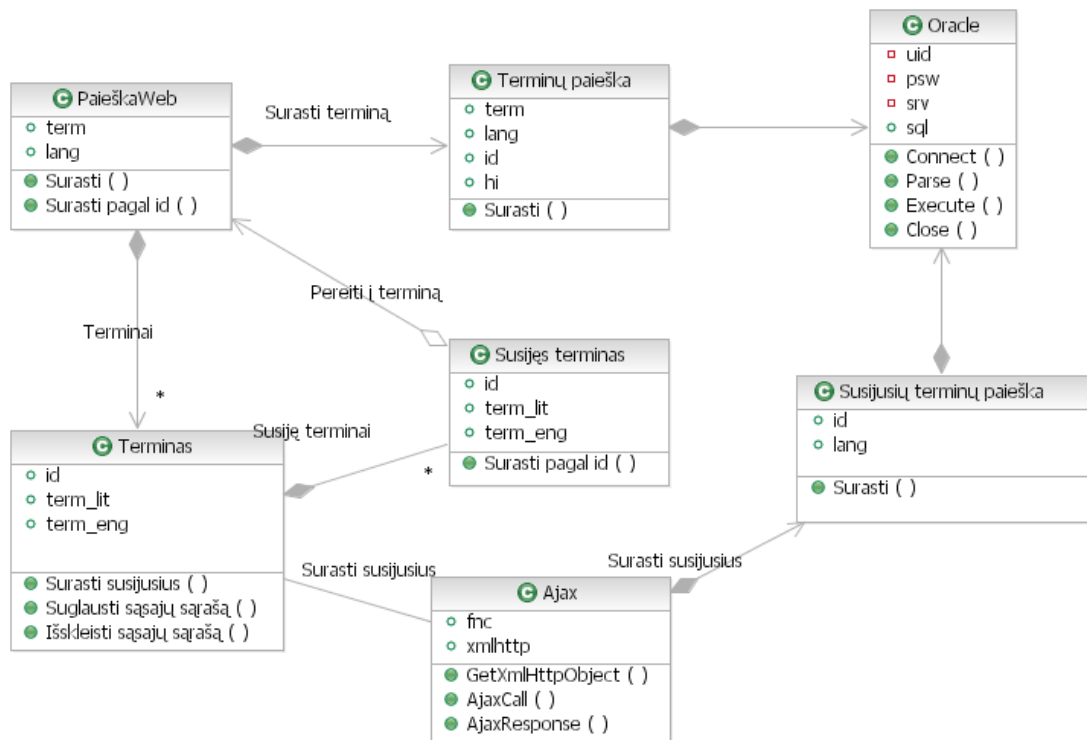 PaieškaWeb
term
lang
Surasti ( )
Surasti pagal id ( )
Surasti terminą
Terminų paieška
term
lang
id
hi
Surasti ( )
Oracle
uid
psw
srv
sql
Connect ( )
Parse ( )
Execute ( )
Close ( )
Pereiti į terminą
Terminai
*
Susijęs terminas
id
term_lit
term_eng
Surasti pagal id ( )
Susijusių terminų paieška
id
lang
Surasti ( )
Terminas
id
term_lit
term_eng
Surasti susijusius ( )
Suglausti sąsajų sąrašą ( )
Išskleisti sąsajų sąrašą ( )
Susiję terminai
*
Surasti susijusius
Surasti susijusius
Ajax
fnc
xmlhttp
GetXmlHttpObject ( )
AjaxCall ( )
AjaxResponse ( )